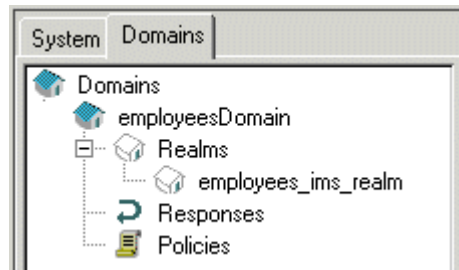 System Domains
Domains
employeesDomain
Realms
employees_ims_realm
Responses
Policies